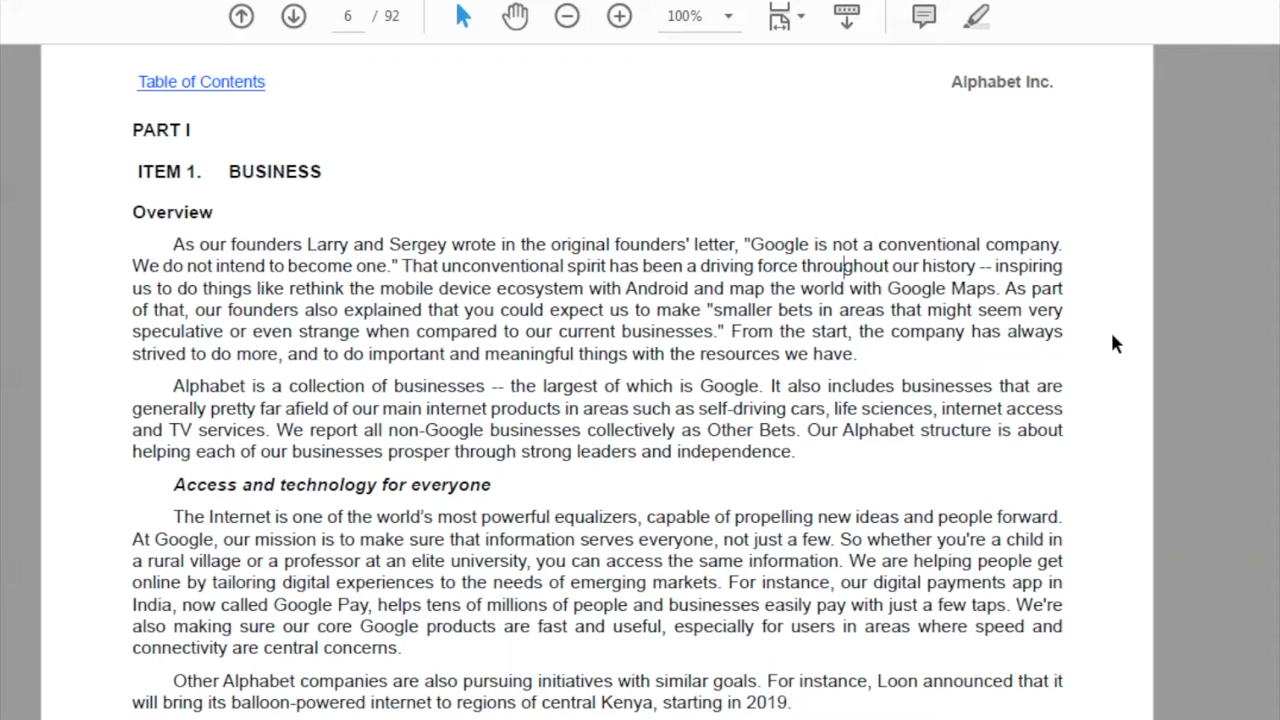 6 / 92 100%
Table of Contents Alphabet Inc.
PART I
ITEM 1. BUSINESS
Overview
As our founders Larry and Sergey wrote in the original founders' letter, "Google is not a conventional company.
We do not intend to become one." That unconventional spirit has been a driving force throughout our history -- inspiring
us to do things like rethink the mobile device ecosystem with Android and map the world with Google Maps. As part
of that, our founders also explained that you could expect us to make "smaller bets in areas that might seem very
speculative or even strange when compared to our current businesses." From the start, the company has always
strived to do more, and to do important and meaningful things with the resources we have.
Alphabet is a collection of businesses -- the largest of which is Google. It also includes businesses that are
generally pretty far afield of our main internet products in areas such as self-driving cars, life sciences, internet access
and TV services. We report all non-Google businesses collectively as Other Bets. Our Alphabet structure is about
helping each of our businesses prosper through strong leaders and independence.
Access and technology for everyone
The Internet is one of the world’s most powerful equalizers, capable of propelling new ideas and people forward.
At Google, our mission is to make sure that information serves everyone, not just a few. So whether you're a child in
a rural village or a professor at an elite university, you can access the same information. We are helping people get
online by tailoring digital experiences to the needs of emerging markets. For instance, our digital payments app in
India, now called Google Pay, helps tens of millions of people and businesses easily pay with just a few taps. We're
also making sure our core Google products are fast and useful, especially for users in areas where speed and
connectivity are central concerns.
Other Alphabet companies are also pursuing initiatives with similar goals. For instance, Loon announced that it
will bring its balloon-powered internet to regions of central Kenya, starting in 2019.